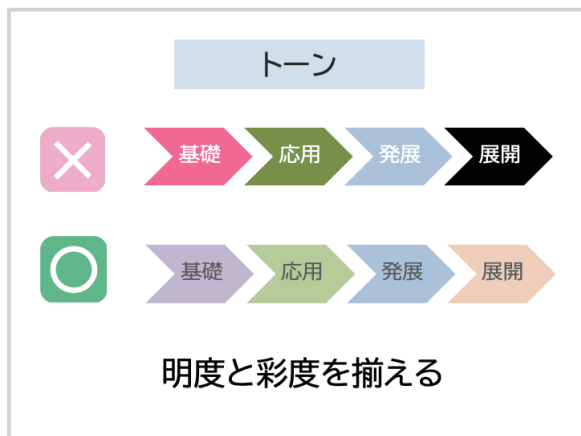 トーン
基礎 応用 発展 展開
基礎 応用 発展 展開
明度と彩度を揃える